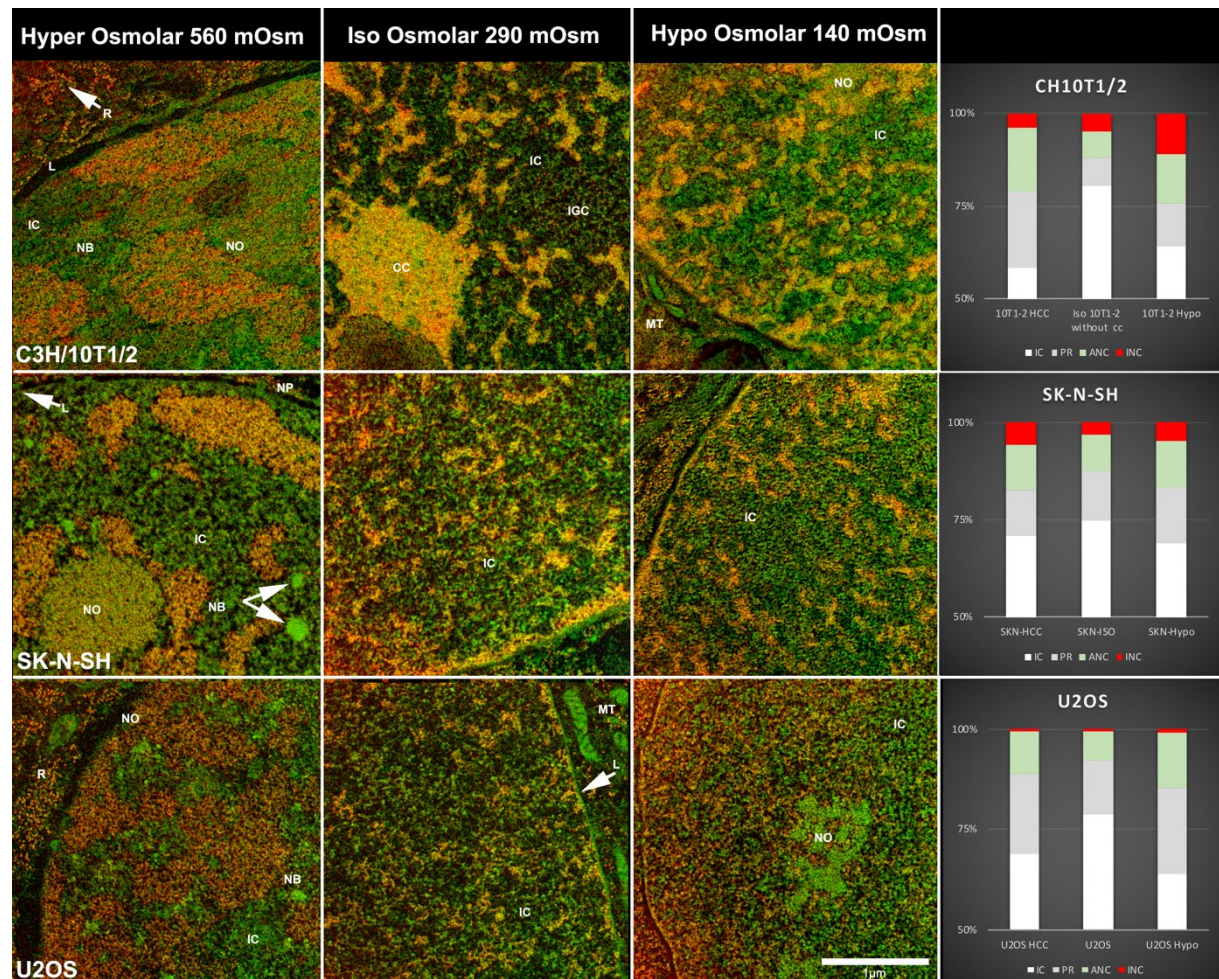 Hyper Osmolar 560 mOsm
Iso Osmolar 290 mOsm
Hypo Osmolar 140 mOsm
R
L
IC
NB
NO
C3H/10T1/2
IC
IGC
CC
NO
IC
MT
CH10T1/2
100%
75%
50%
10T1-2 HCC
Iso 10T1-2
without cc
10T1-2 Hypo
IC PR ANC INC
NP
L
IC
NO
NB
SK-N-SH
IC
IC
SK-N-SH
100%
75%
50%
SKN-HCC
SKN-ISO
SKN-Hypo
IC PR ANC INC
NO
R
NB
IC
U2OS
MT
L
IC
IC
NO
1μm
U2OS
100%
75%
50%
U2OS HCC
U2OS
U2OS Hypo
IC PR ANC INC